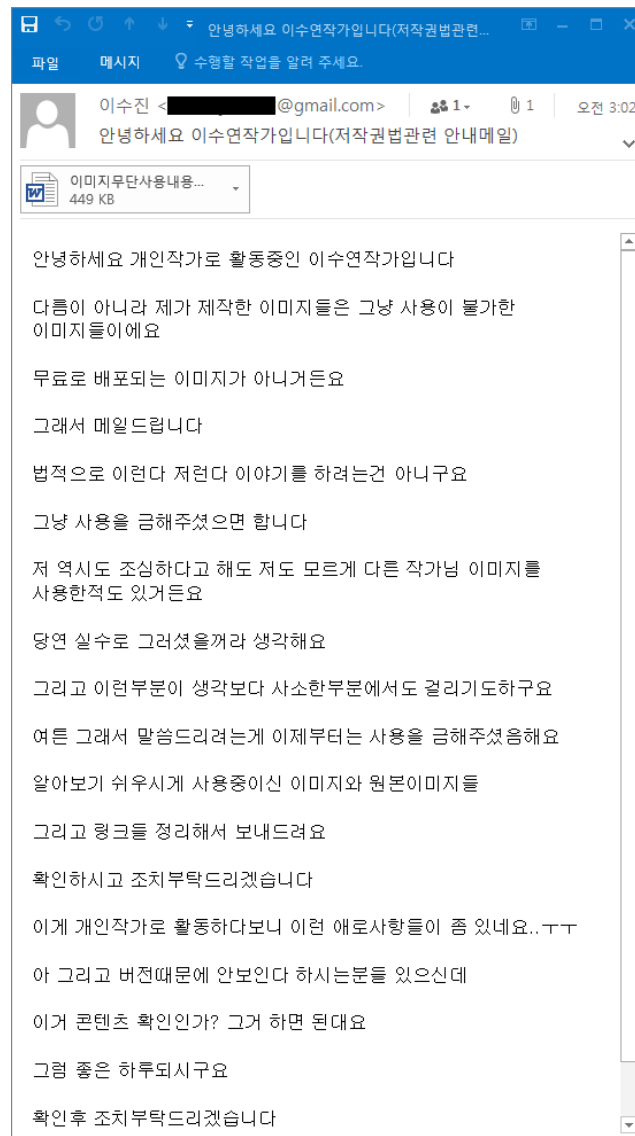 안녕하세요 이수연작가입니다(저작권법관련...
파일 메시지 수행할 작업을 알려 주세요.
이수진 < @gmail.com> 1 1 오전 3:02
안녕하세요 이수연작가입니다(저작권법관련 안내메일)
이미지무단사용내용...
449 KB
안녕하세요 개인작가로 활동중인 이수연작가입니다
다름이 아니라 제가 제작한 이미지들은 그냥 사용이 불가한
이미지들이에요
무료로 배포되는 이미지가 아니거든요
그래서 메일드립니다
법적으로 이런다 저런다 이야기를 하려는건 아니구요
그냥 사용을 금해주셨으면 합니다
저 역시도 조심하다고 해도 저도 모르게 다른 작가님 이미지를
사용한적도 있거든요
당연 실수로 그러셨을꺼라 생각해요
그리고 이런부분이 생각보다 사소한부분에서도 걸리기도하구요
여튼 그래서 말씀드리려는게 이제부터는 사용을 금해주셨음해요
알아보기 쉬우시게 사용중이신 이미지와 원본이미지들
그리고 링크들 정리해서 보내드려요
확인하시고 조치부탁드리겠습니다
이게 개인작가로 활동하다보니 이런 애로사항들이 좀 있네요..ㅜㅜ
아 그리고 버전때문에 안보인다 하시는분들 있으신데
이거 콘텐츠 확인인가? 그거 하면 된대요
그럼 좋은 하루되시구요
확인후 조치부탁드리겠습니다